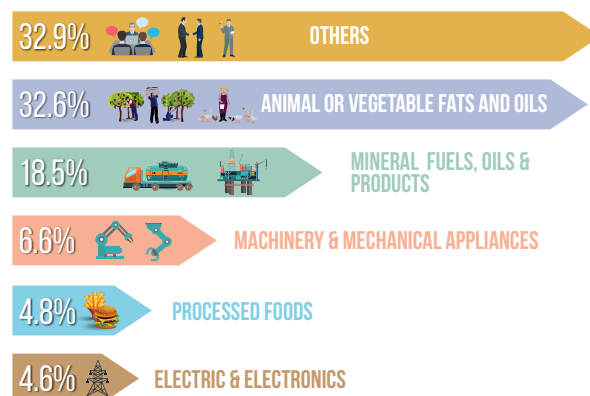 32.9% OTHERS
32.6% ANIMAL OR VEGETABLE FATS AND OILS
18.5% MINERAL FUELS, OILS &
PRODUCTS
6.6% MACHINERY & MECHANICAL APPLIANCES
4.8% PROCESSED FOODS
4.6% ELECTRIC & ELECTRONICS